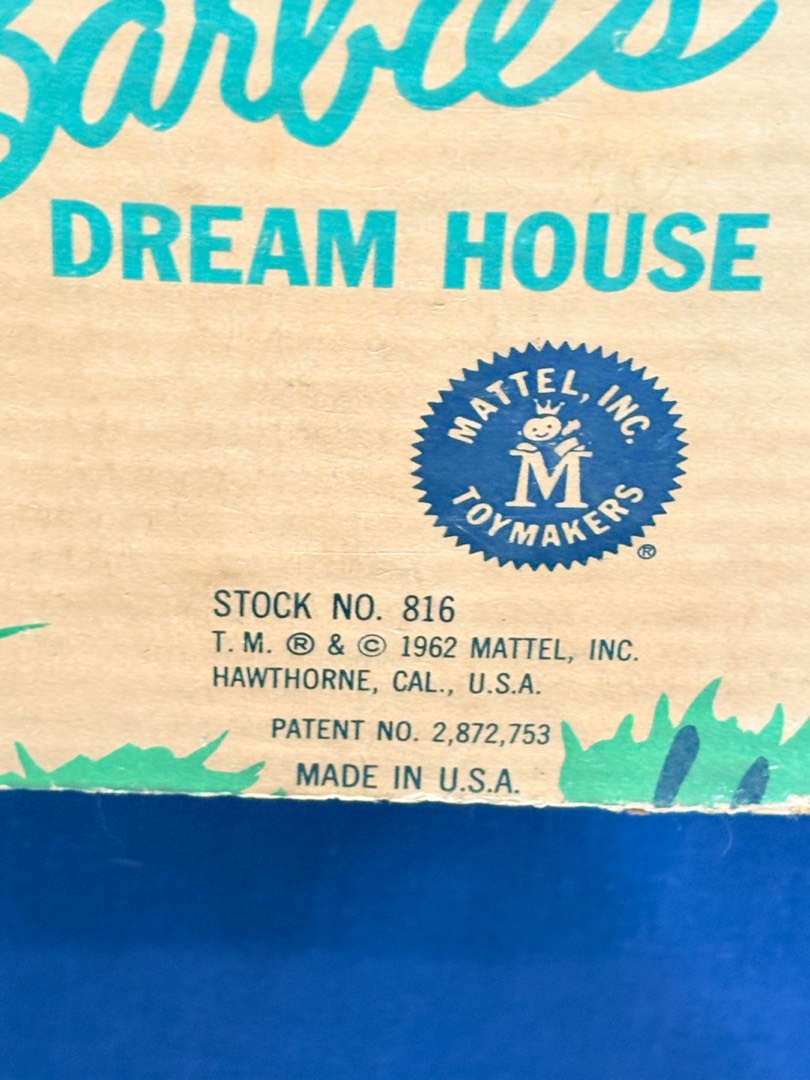 Barbie's
DREAM HOUSE
MATTEL, INC.
M
TOYMAKERS
®
STOCK NO. 816
T. M. ® & © 1962 MATTEL, INC.
HAWTHORNE, CAL., U.S.A.
PATENT NO. 2,872,753
MADE IN U.S.A.